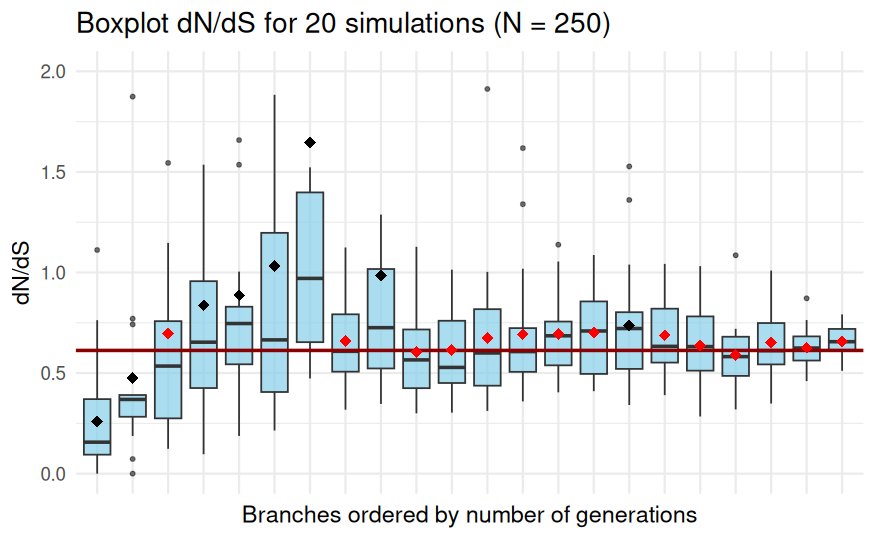 Boxplot dN/dS for 20 simulations (N = 250)
2.0
1.5
1.0
0.5
0.0
dN/dS
Branches ordered by number of generations